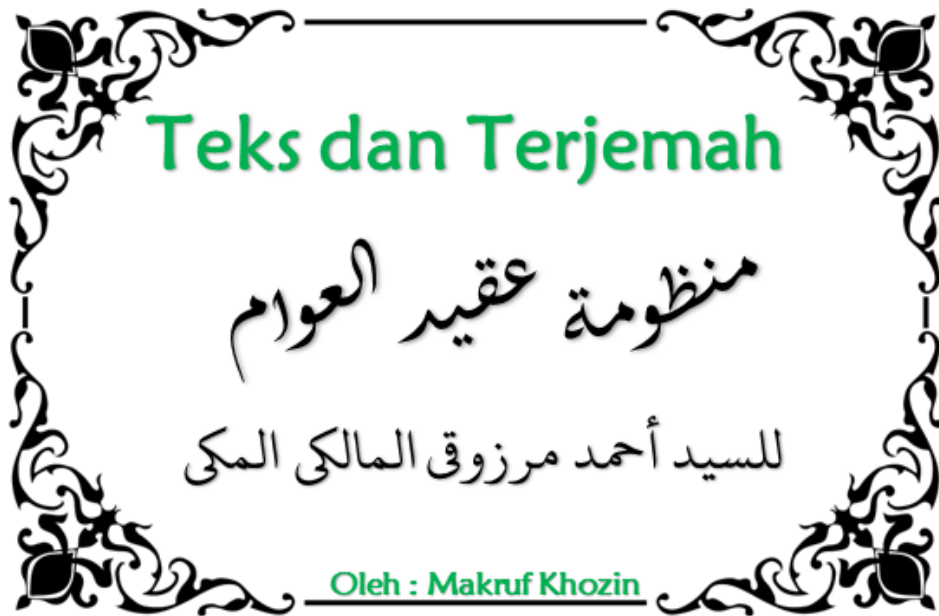 Teks dan Terjemah
منظومة عقيد العوام
للسيد أحمد مرزوقى المالكى المكى
Oleh : Makruf Khozin